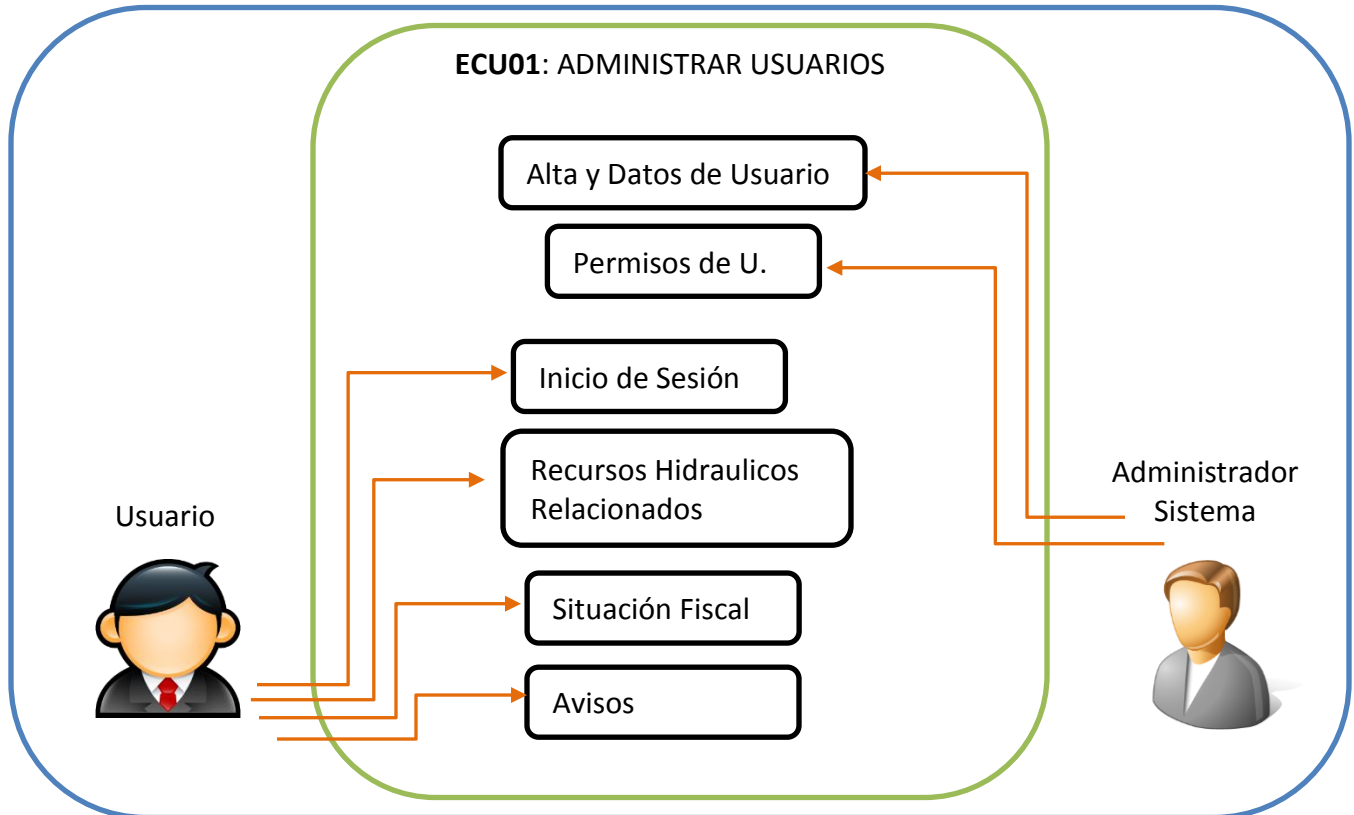 ECU01: ADMINISTRAR USUARIOS
Alta y Datos de Usuario
Permisos de U.
Inicio de Sesión
Recursos Hidraulicos
Relacionados
Situación Fiscal
Avisos
Usuario
Administrador
Sistema